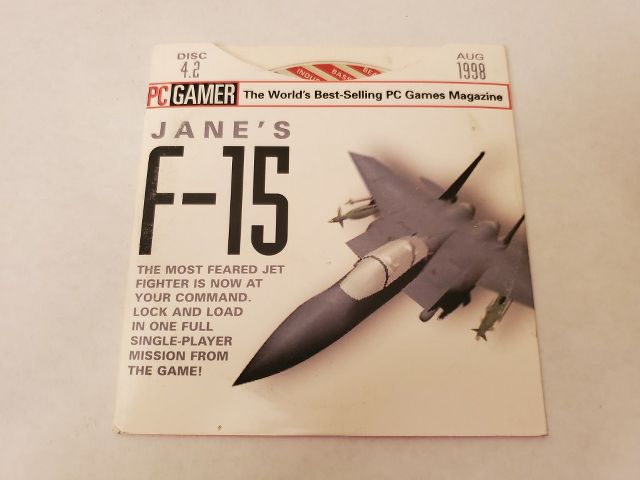 DISC
4.2
AUG
1998
BASE
PC GAMER The World's Best-Selling PC Games Magazine
JANE'S
F-15
THE MOST FEARED JET
FIGHTER IS NOW AT
YOUR COMMAND.
LOCK AND LOAD
IN ONE FULL
SINGLE-PLAYER
MISSION FROM
THE GAME!